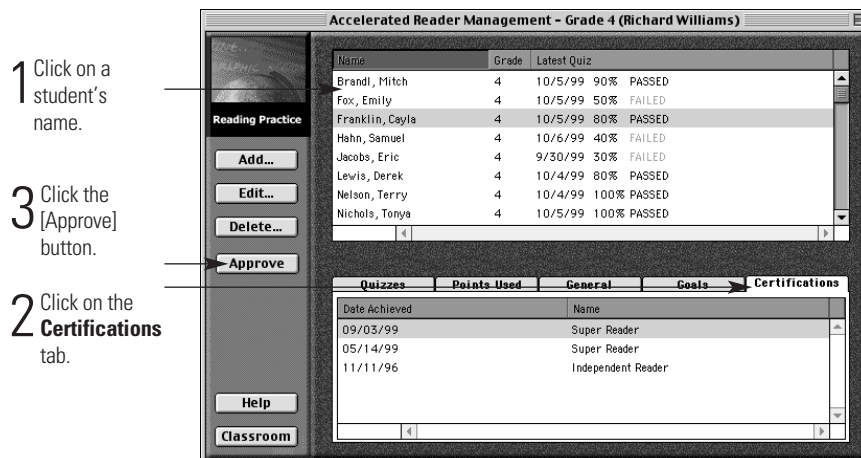 Accelerated Reader Management - Grade 4 (Richard Williams)
1 Click on a
student's
name.
3 Click the
[Approve]
button.
2 Click on the
Certifications
tab.
Reading Practice
Add...
Edit...
Delete...
Approve
Help
Classroom
Name Grade Latest Quiz
Brandl, Mitch 4 10/5/99 90% PASSED
Fox, Emily 4 10/5/99 50% FAILED
Franklin, Cayla 4 10/5/99 80% PASSED
Hahn, Samuel 4 10/6/99 40% FAILED
Jacobs, Eric 4 9/30/99 30% FAILED
Lewis, Derek 4 10/4/99 80% PASSED
Nelson, Terry 4 10/4/99 100% PASSED
Nichols, Tonya 4 10/5/99 100% PASSED
Quizzes Points Used General Goals Certifications
Date Achieved Name
09/03/99 Super Reader
05/14/99 Super Reader
11/11/96 Independent Reader